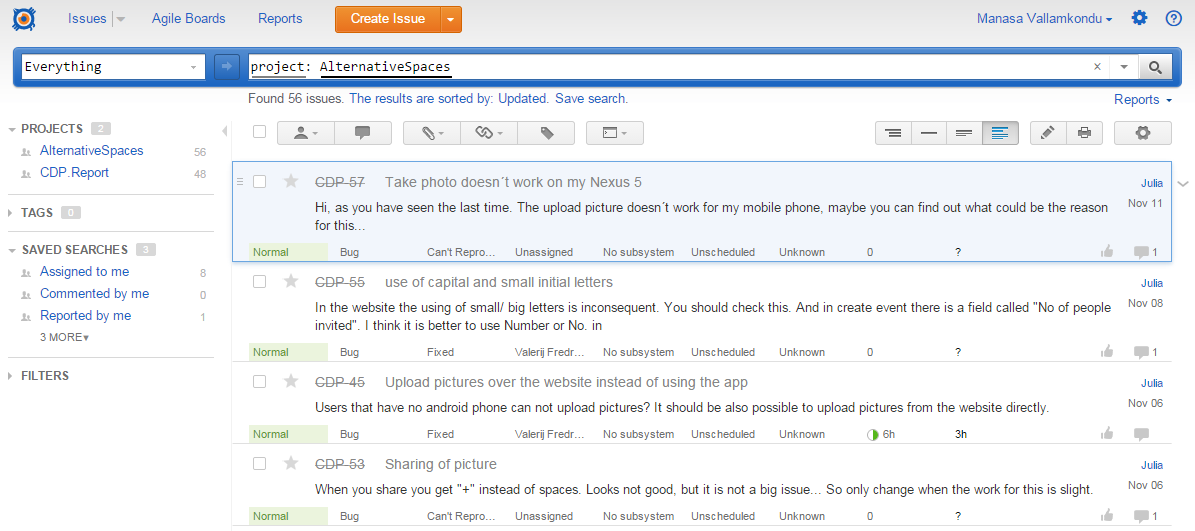 Issues Agile Boards Reports Create Issue Manasa Vallamkondu
Everything project: AlternativeSpaces ×
Found 56 issues. The results are sorted by: Updated. Save search. Reports
PROJECTS 2
AlternativeSpaces 56
CDP.Report 48
TAGS 0
SAVED SEARCHES 3
Assigned to me 8
Commented by me 0
Reported by me 1
3 MORE
FILTERS
CDP-57 Take photo doesn´t work on my Nexus 5 Julia
Hi, as you have seen the last time. The upload picture doesn´t work for my mobile phone, maybe you can find out what could be the reason Nov 11
for this...
Normal Bug Can't Repro... Unassigned No subsystem Unscheduled Unknown 0 ? 1
CDP-55 use of capital and small initial letters Julia
In the website the using of small/ big letters is inconsequent. You should check this. And in create event there is a field called "No of people Nov 08
invited". I think it is better to use Number or No. in
Normal Bug Fixed Valerij Fredr... No subsystem Unscheduled Unknown 0 ? 1
CDP-45 Upload pictures over the website instead of using the app Julia
Users that have no android phone can not upload pictures? It should be also possible to upload pictures from the website directly. Nov 06
Normal Bug Fixed Valerij Fredr... No subsystem Unscheduled Unknown 6h 3h
CDP-53 Sharing of picture Julia
When you share you get "+" instead of spaces. Looks not good, but it is not a big issue... So only change when the work for this is slight. Nov 06
Normal Bug Can't Repro... Unassigned No subsystem Unscheduled Unknown 0 ? 1